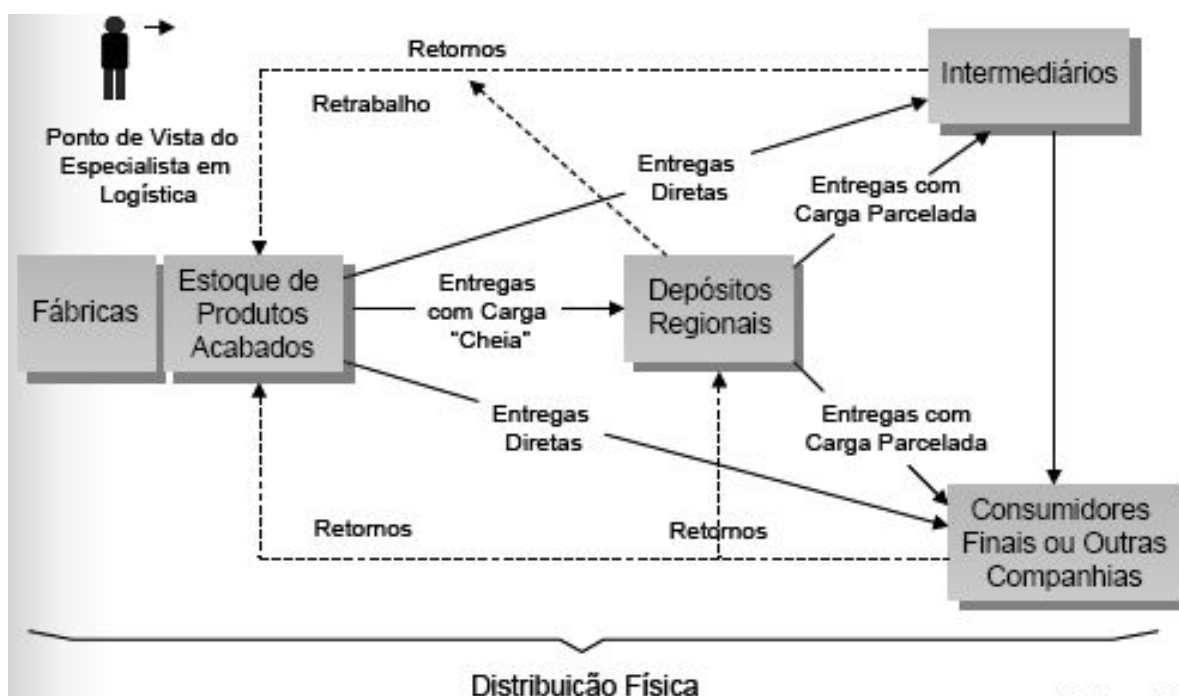 Retornos
Intermediários
Retrabalho
Ponto de Vista do
Especialista em
Logística
Entregas
Diretas
Entregas com
Carga Parcelada
Fábricas
Estoque de
Produtos
Acabados
Entregas
com Carga
"Cheia"
Depósitos
Regionais
Entregas
Diretas
Entregas com
Carga Parcelada
Retornos
Retornos
Consumidores
Finais ou Outras
Companhias
Distribuição Física